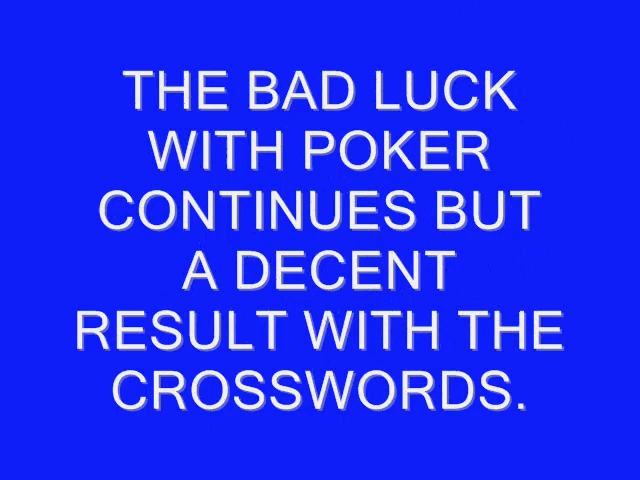 THE BAD LUCK
WITH POKER
CONTINUES BUT
A DECENT
RESULT WITH THE
CROSSWORDS.